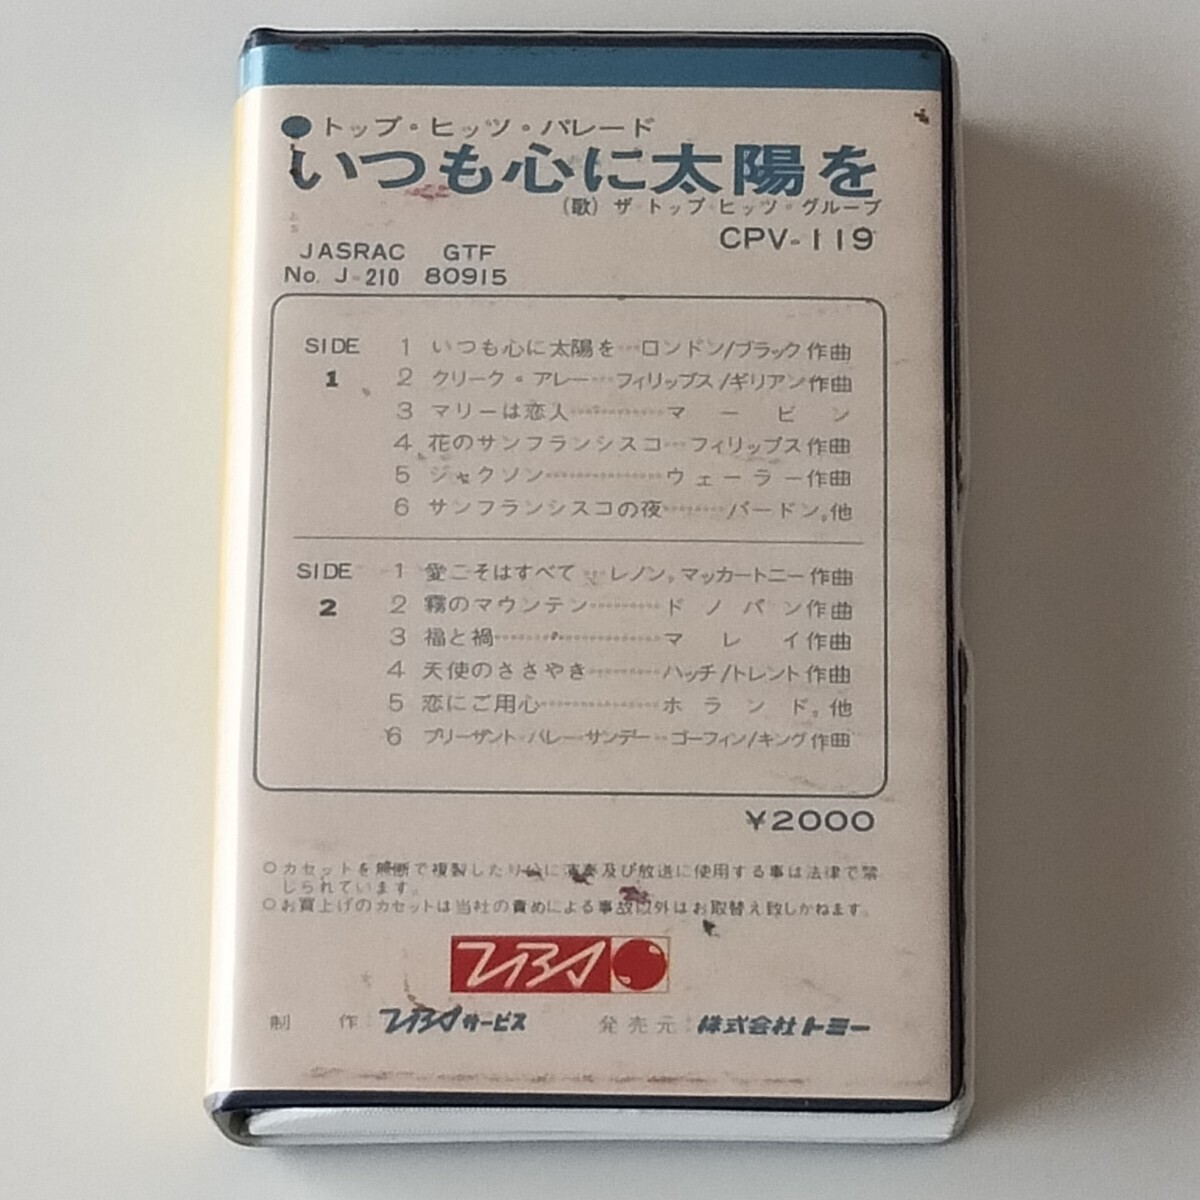 ●トップ・ヒッツ・パレード
いつも心に太陽を
(歌) ザ・トップ・ヒッツ・グループ
CPV-119
JASRAC GTF
No. J-210 80915
SIDE 1
1 いつも心に太陽を…ロンドン/ブラック作曲
2 クリーク・アレー…フィリップス/ギリアン作曲
3 マリーは恋人…………マービン
4 花のサンフランシスコ…フィリップス作曲
5 ジャクソン……………ウェーラー作曲
6 サンフランシスコの夜………バードン,他
SIDE 2
1 愛こそはすべて…レノン,マッカートニー作曲
2 霧のマウンテン………ドノバン作曲
3 福と禍……………………マレイ作曲
4 天使のささやき………ハッチ/トレント作曲
5 恋にご用心……………ホランド,他
6 プリーザント・バレー・サンデー…ゴーフィン/キング作曲
¥2000
○カセットを無断で複製したり公に演奏及び放送に使用する事は法律で禁
じられています。
○お買上げのカセットは当社の責めによる事故以外はお取替え致しかねます。
TBS
制作:TBSサービス 発売元:株式会社トミー